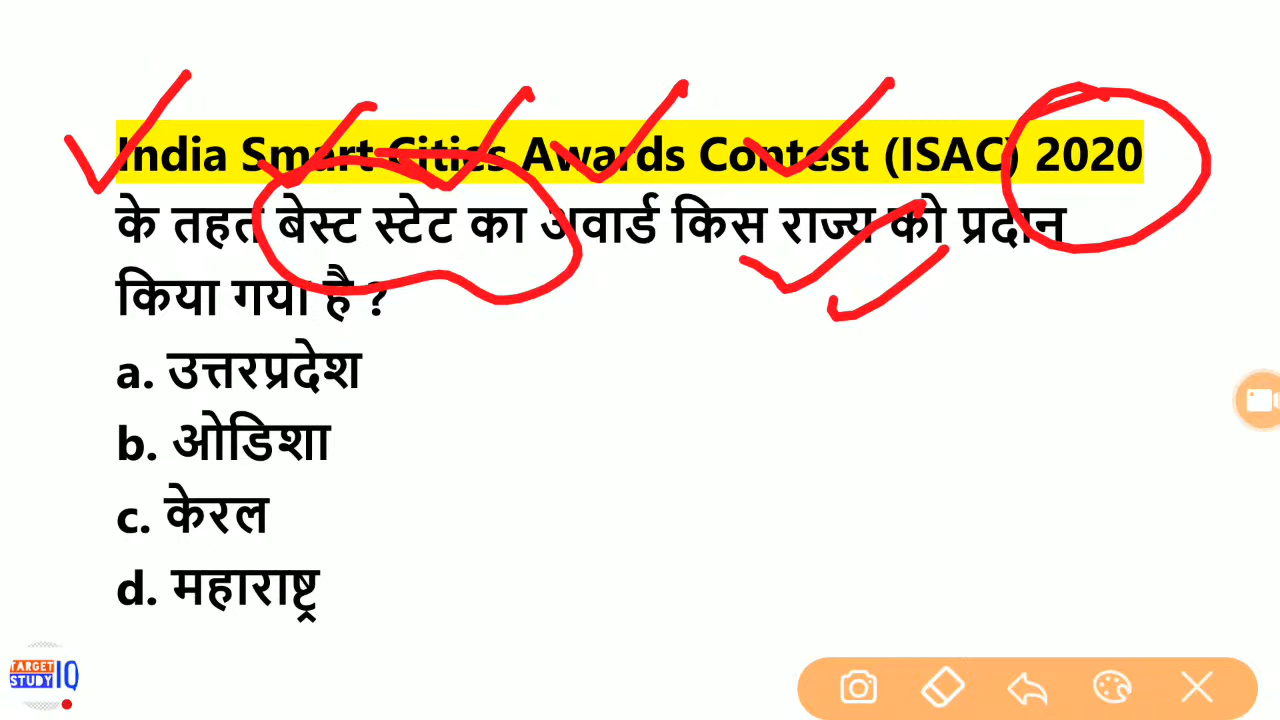 India Smart Cities Awards Contest (ISAC) 2020
के तहत बेस्ट स्टेट का अवार्ड किस राज्य को प्रदान
किया गया है ?
a. उत्तरप्रदेश
b. ओडिशा
c. केरल
d. महाराष्ट्र
TARGET
STUDY IQ